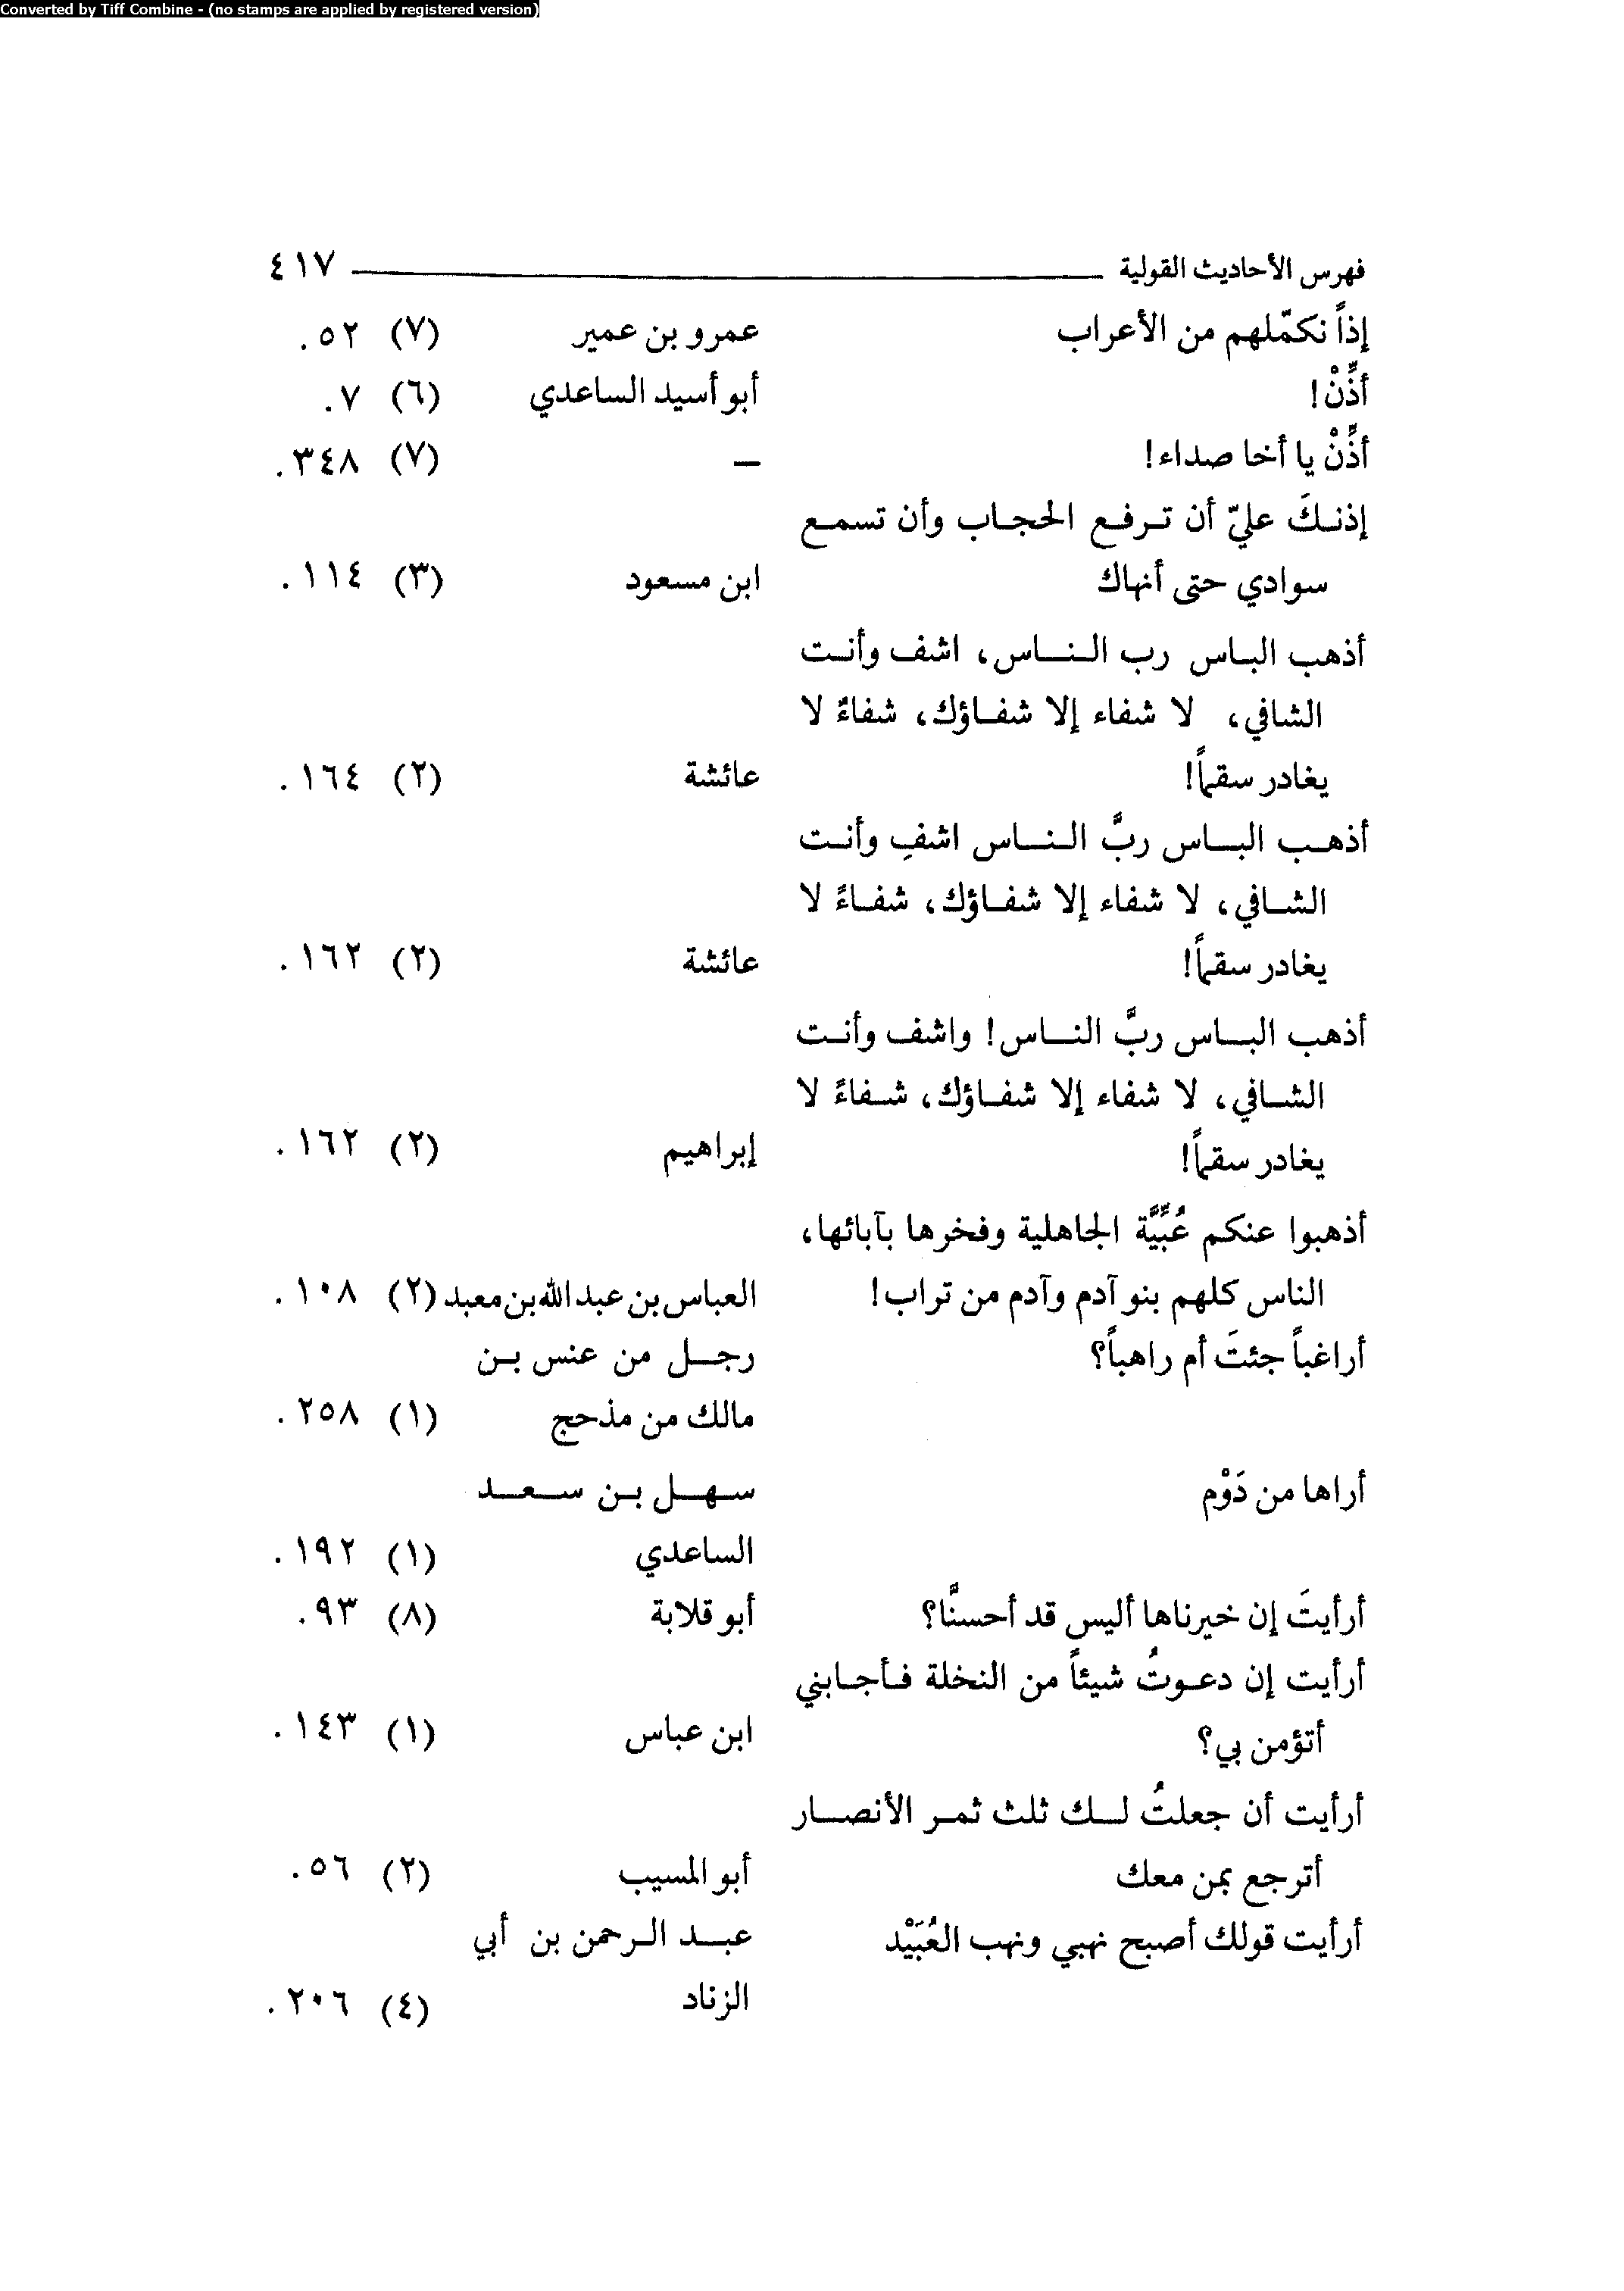 Converted by Tiff Combine - (no stamps are applied by registered version)
فهرس الأحاديث القولية ٤١٧
إذاً نكمّلهم من الأعراب عمرو بن عمير (٧) ٥٢ .
أذِّنْ! أبو أسيد الساعدي (٦) ٧ .
أذِّنْ يا أخا صداء! — (٧) ٣٤٨ .
إذنكَ عليّ أن ترفع الحجاب وأن تسمع
سوادي حتى أنهاك ابن مسعود (٣) ١١٤ .
أذهب الباس رب الناس، اشف وأنت
الشافي، لا شفاء إلا شفاؤك، شفاءٌ لا
يغادر سقماً! عائشة (٢) ١٦٤ .
أذهب الباس ربَّ الناس اشفِ وأنت
الشافي، لا شفاء إلا شفاؤك، شفاءً لا
يغادر سقماً! عائشة (٢) ١٦٢ .
أذهب الباس ربَّ الناس! واشف وأنت
الشافي، لا شفاء إلا شفاؤك، شفاءً لا
يغادر سقماً! إبراهيم (٢) ١٦٢ .
أذهبوا عنكم عُبِّيَّة الجاهلية وفخرها بآبائها،
الناس كلهم بنو آدم وآدم من تراب! العباس بن عبد الله بن معبد (٢) ١٠٨ .
أراغباً جئتَ أم راهباً؟ رجل من عنس بن
مالك من مذحج (١) ٢٥٨ .
أراها من دَوْم سهل بن سعد
الساعدي (١) ١٩٢ .
أرأيتَ إن خيرناها أليس قد أحسنَّا؟ أبو قلابة (٨) ٩٣ .
أرأيت إن دعوتُ شيئاً من النخلة فأجابني
أتؤمن بي؟ ابن عباس (١) ١٤٣ .
أرأيت أن جعلتُ لك ثلث ثمر الأنصار
أترجع بمن معك أبو المسيب (٢) ٥٦ .
أرأيت قولك أصبح نهبي ونهب العُبَيْد عبد الرحمن بن أبي
الزناد (٤) ٢٠٦ .